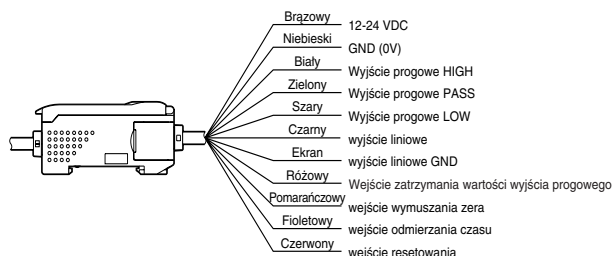 Brązowy 12-24 VDC
Niebieski GND (0V)
Biały Wyjście progowe HIGH
Zielony Wyjście progowe PASS
Szary Wyjście progowe LOW
Czarny wyjście liniowe
Ekran wyjście liniowe GND
Różowy Wejście zatrzymania wartości wyjścia progowego
Pomarańczowy wejście wymuszania zera
Fioletowy wejście odmierzania czasu
Czerwony wejście resetowania